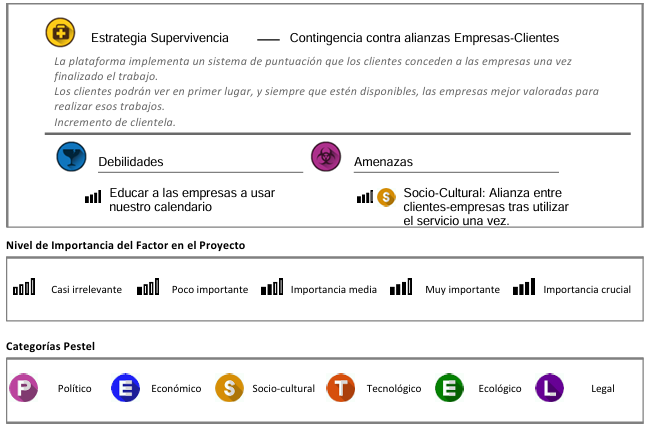 Estrategia Supervivencia — Contingencia contra alianzas Empresas-Clientes
La plataforma implementa un sistema de puntuación que los clientes conceden a las empresas una vez
finalizado el trabajo.
Los clientes podrán ver en primer lugar, y siempre que estén disponibles, las empresas mejor valoradas para
realizar esos trabajos.
Incremento de clientela.
Debilidades
Educar a las empresas a usar
nuestro calendario
Amenazas
S
Socio-Cultural: Alianza entre
clientes-empresas tras utilizar
el servicio una vez.
Nivel de Importancia del Factor en el Proyecto
Casi irrelevante Poco importante Importancia media Muy importante Importancia crucial
Categorías Pestel
P Político E Económico S Socio-cultural T Tecnológico E Ecológico L Legal